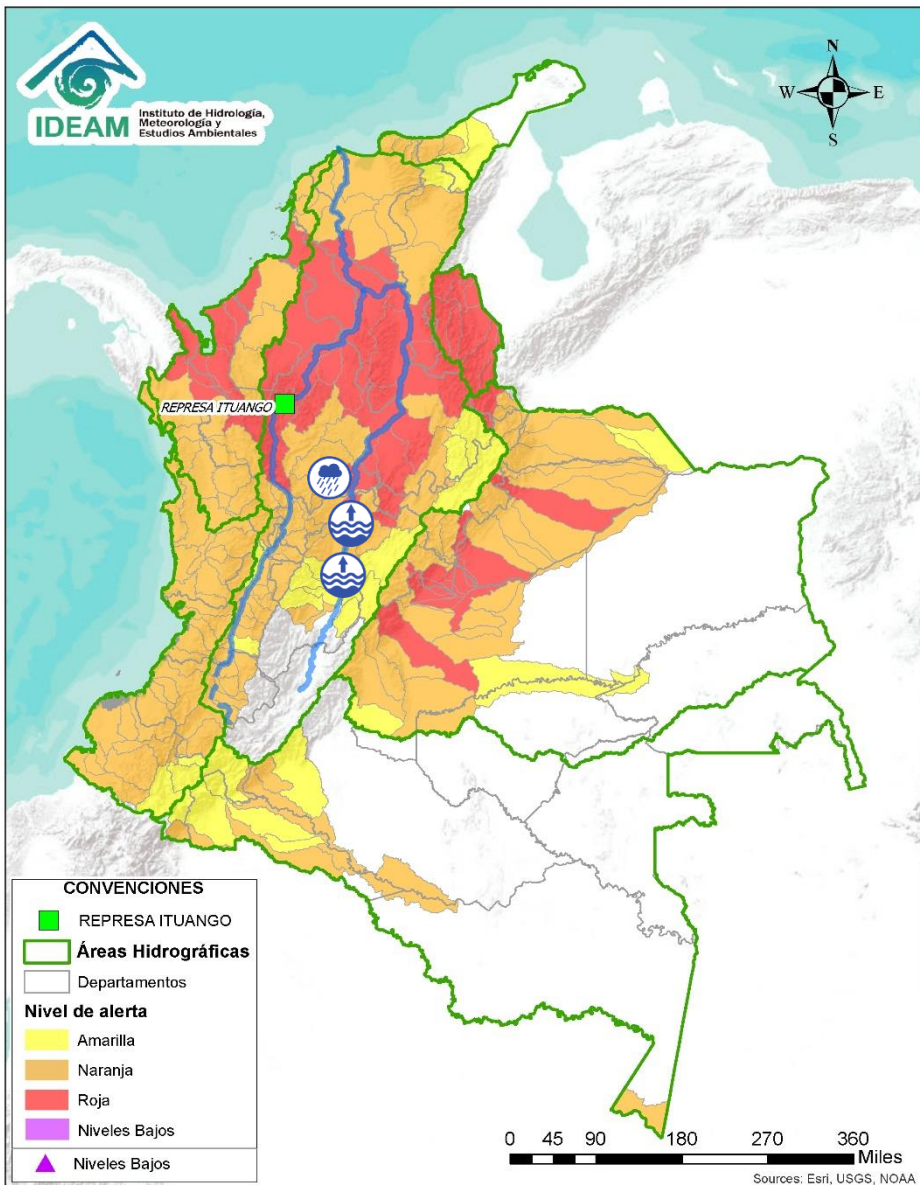 IDEAM
Instituto de Hidrología,
Meteorología y
Estudios Ambientales
N
W
E
S
REPRESA ITUANGO
CONVENCIONES
REPRESA ITUANGO
Áreas Hidrográficas
Departamentos
Nivel de alerta
Amarilla
Naranja
Roja
Niveles Bajos
Niveles Bajos
0 45 90 180 270 360
Miles
Sources: Esri, USGS, NOAA